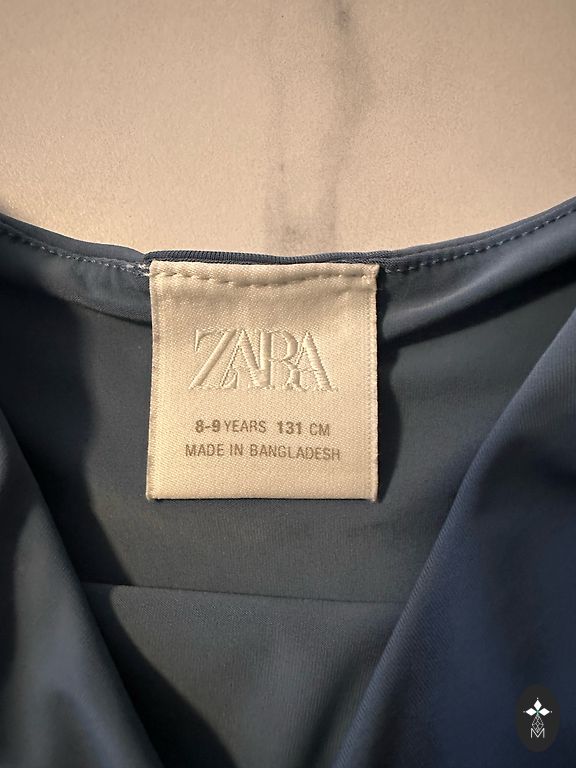 ZARA
8-9 YEARS 131 CM
MADE IN BANGLADESH
M